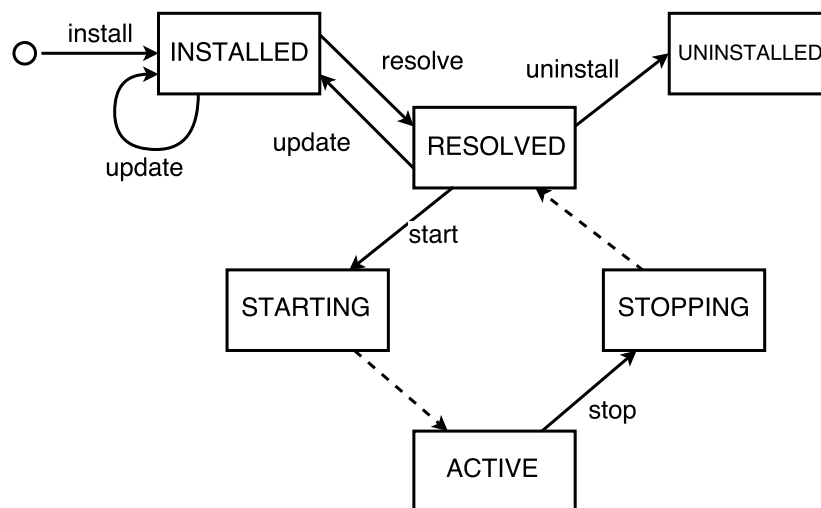 install
INSTALLED
resolve
UNINSTALLED
uninstall
update
update
RESOLVED
start
STARTING
STOPPING
stop
ACTIVE